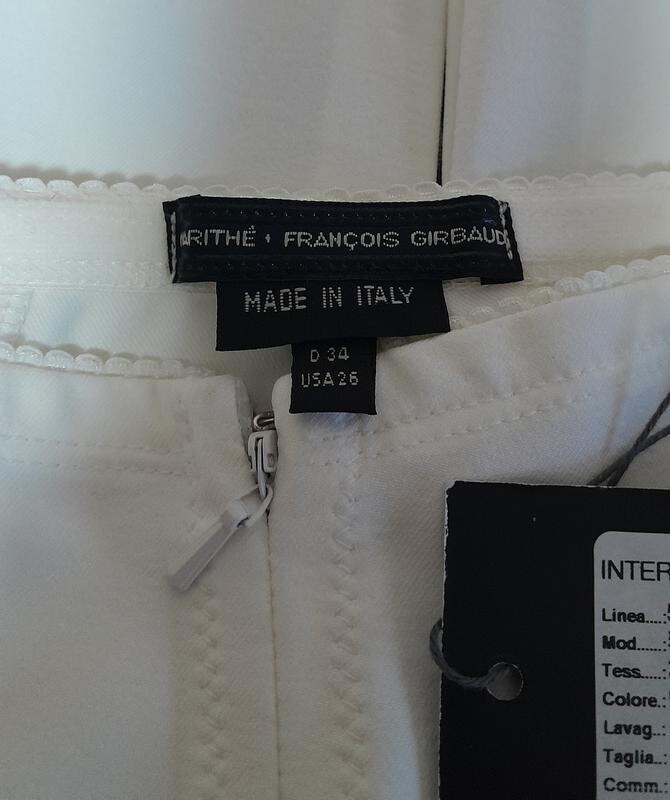 ARITHÉ + FRANÇOIS GIRBAUD
MADE IN ITALY
D 34
USA 26
INTER
Linea....:
Mod......:
Tess.....:
Colore.:
Lavag..:
Taglia..:
Comm.: